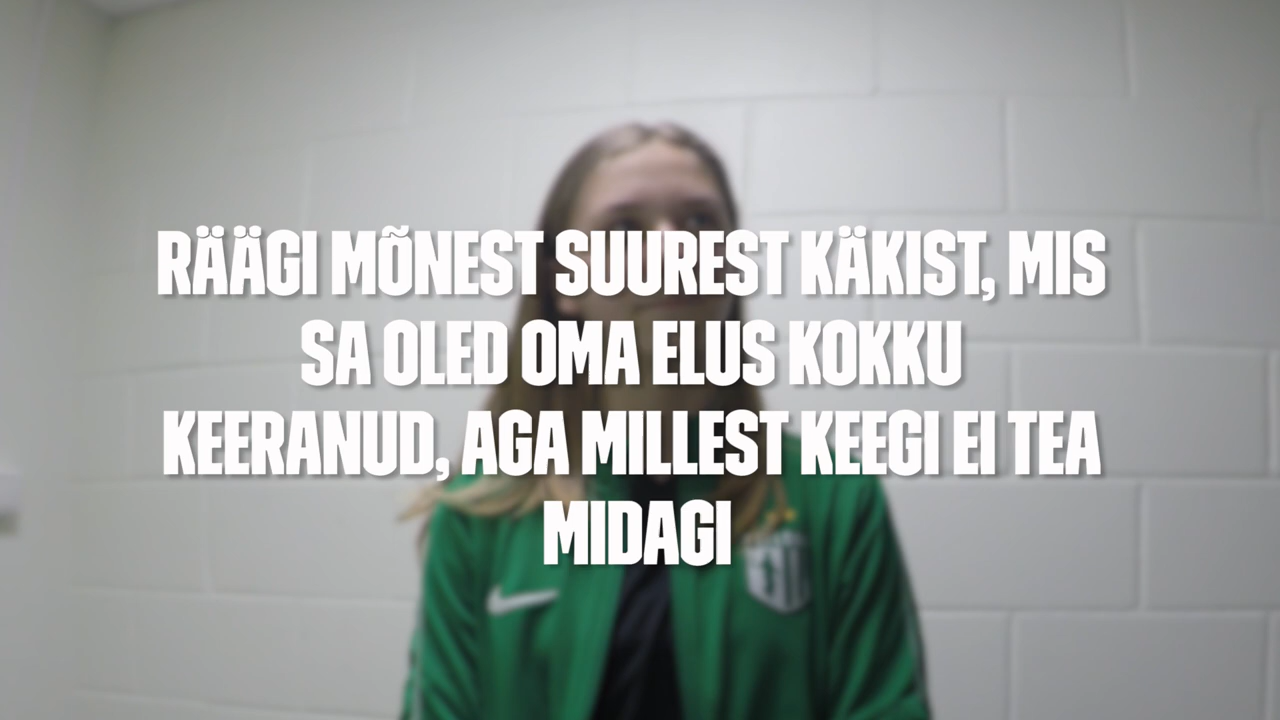 RÄÄGI MÕNEST SUUREST KÄKIST, MIS
SA OLED OMA ELUS KOKKU
KEERANUD, AGA MILLEST KEEGI EI TEA
MIDAGI